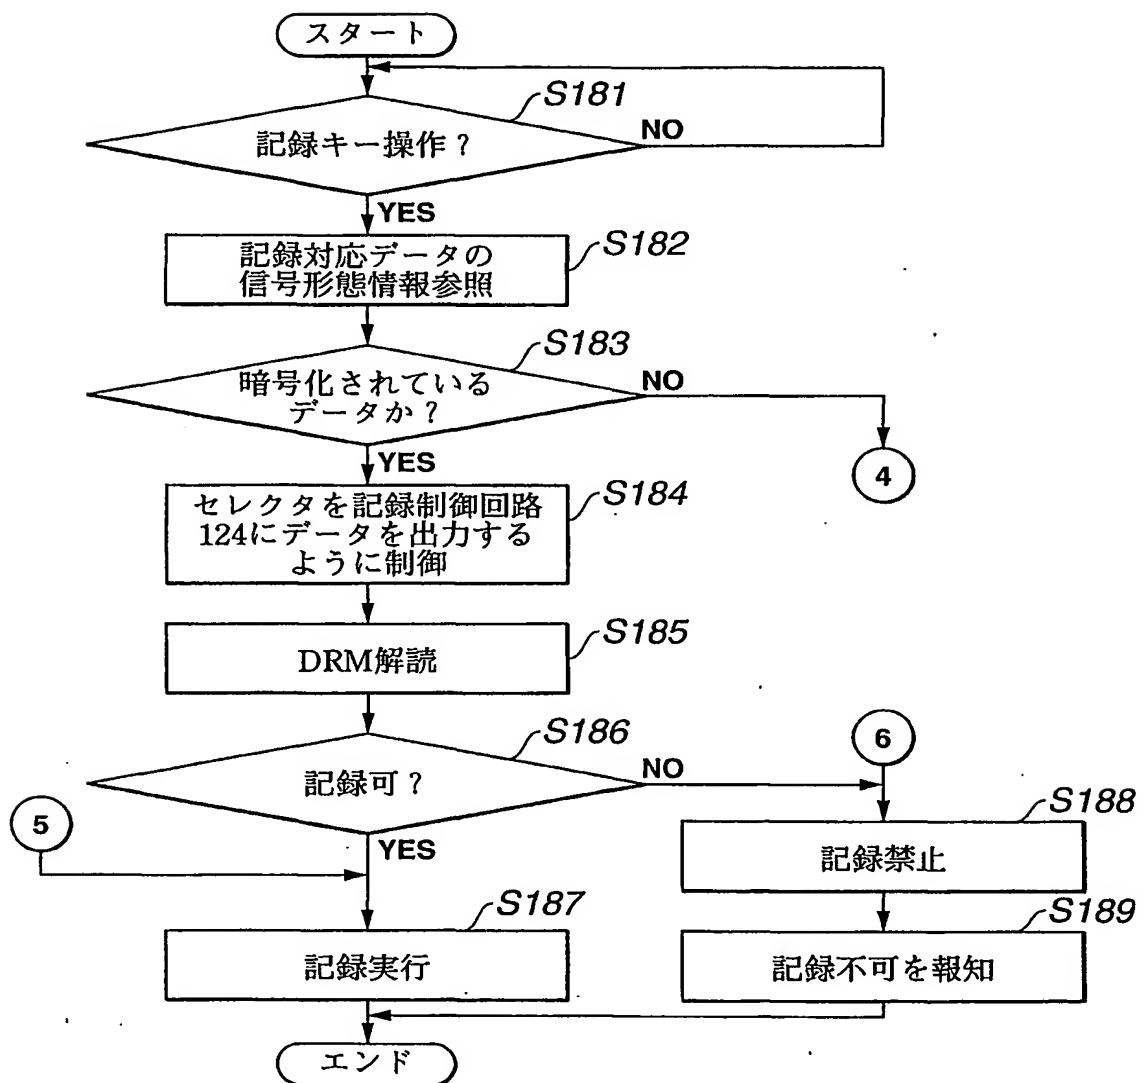 スタート
S181
記録キー操作？
NO
YES
S182
記録対応データの
信号形態情報参照
S183
暗号化されている
データか？
NO
4
YES
S184
セレクタを記録制御回路
124にデータを出力する
ように制御
S185
DRM解読
S186
記録可？
NO
6
5
YES
S188
記録禁止
S187
記録実行
S189
記録不可を報知
エンド